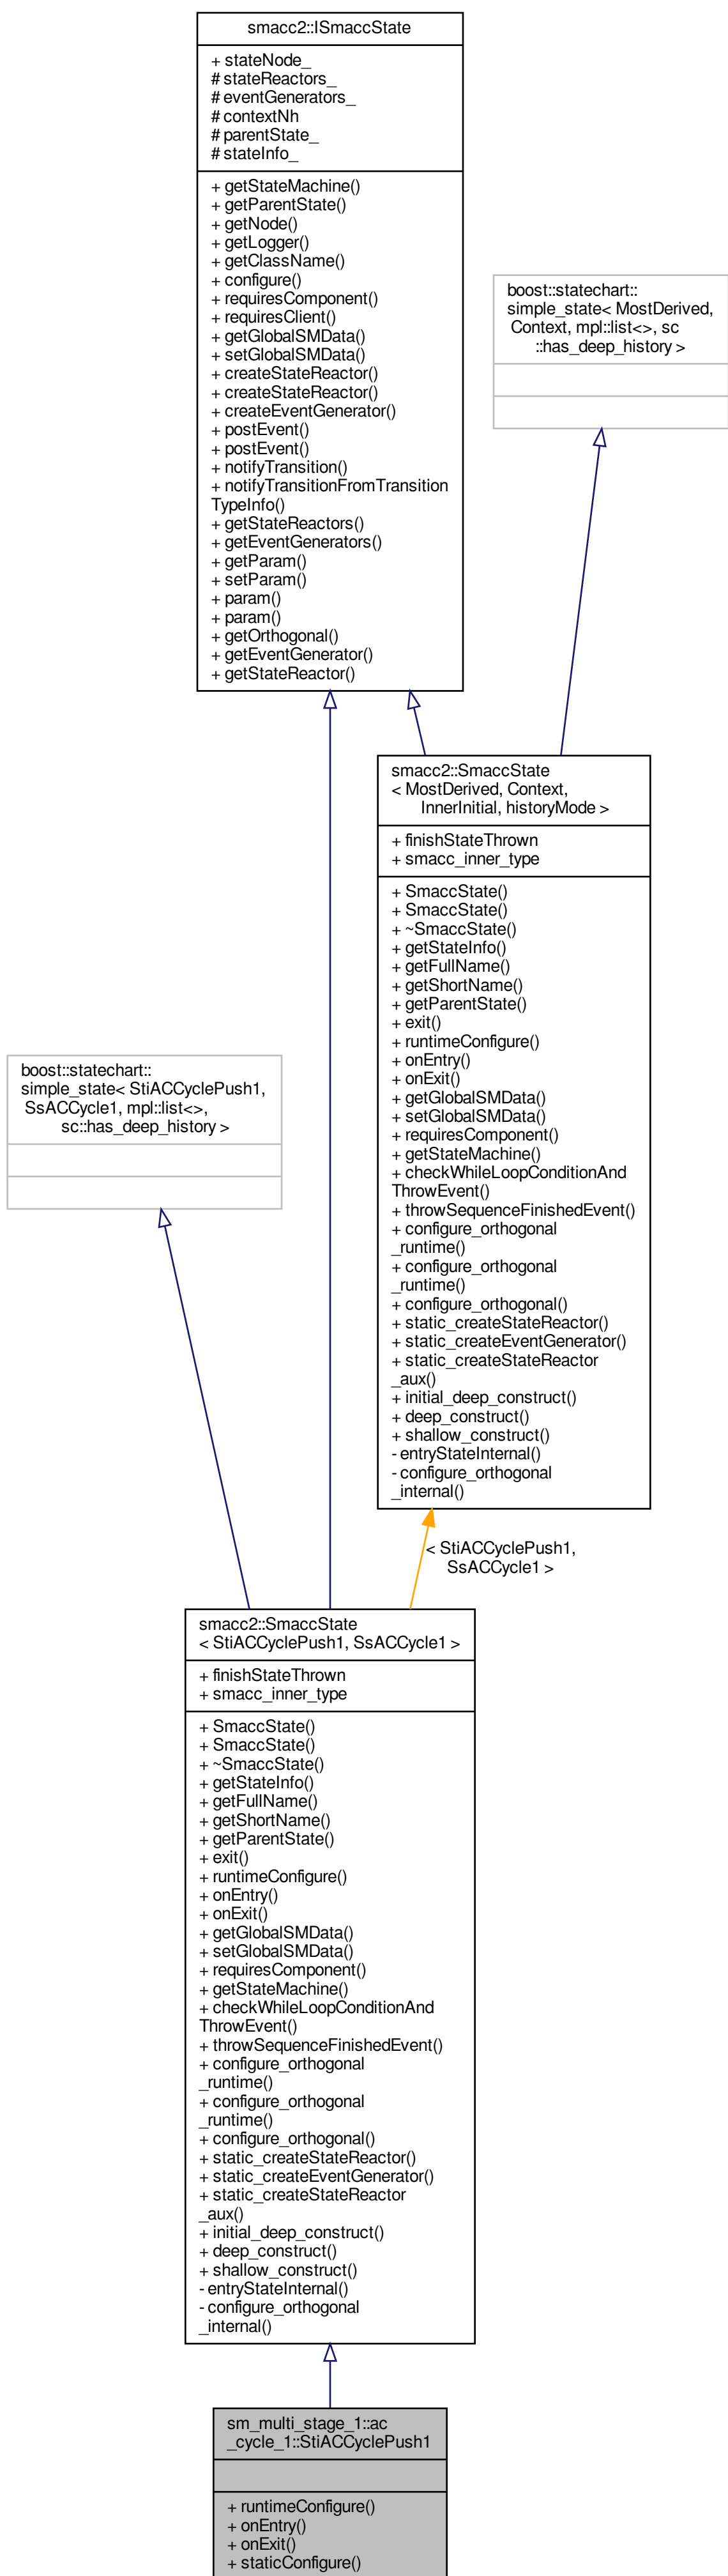 smacc2::ISmaccState
+ stateNode_
# stateReactors_
# eventGenerators_
# contextNh
# parentState_
# stateInfo_
+ getStateMachine()
+ getParentState()
+ getNode()
+ getLogger()
+ getClassName()
+ configure()
+ requiresComponent()
+ requiresClient()
+ getGlobalSMData()
+ setGlobalSMData()
+ createStateReactor()
+ createStateReactor()
+ createEventGenerator()
+ postEvent()
+ postEvent()
+ notifyTransition()
+ notifyTransitionFromTransition
TypeInfo()
+ getStateReactors()
+ getEventGenerators()
+ getParam()
+ setParam()
+ param()
+ param()
+ getOrthogonal()
+ getEventGenerator()
+ getStateReactor()
boost::statechart::
simple_state< MostDerived,
Context, mpl::list<>, sc
::has_deep_history >
smacc2::SmaccState
< MostDerived, Context,
InnerInitial, historyMode >
+ finishStateThrown
+ smacc_inner_type
+ SmaccState()
+ SmaccState()
+ ~SmaccState()
+ getStateInfo()
+ getFullName()
+ getShortName()
+ getParentState()
+ exit()
+ runtimeConfigure()
+ onEntry()
+ onExit()
+ getGlobalSMData()
+ setGlobalSMData()
+ requiresComponent()
+ getStateMachine()
+ checkWhileLoopConditionAnd
ThrowEvent()
+ throwSequenceFinishedEvent()
+ configure_orthogonal
_runtime()
+ configure_orthogonal
_runtime()
+ configure_orthogonal()
+ static_createStateReactor()
+ static_createEventGenerator()
+ static_createStateReactor
_aux()
+ initial_deep_construct()
+ deep_construct()
+ shallow_construct()
- entryStateInternal()
- configure_orthogonal
_internal()
boost::statechart::
simple_state< StiACCyclePush1,
SsACCycle1, mpl::list<>,
sc::has_deep_history >
< StiACCyclePush1,
SsACCycle1 >
smacc2::SmaccState
< StiACCyclePush1, SsACCycle1 >
+ finishStateThrown
+ smacc_inner_type
+ SmaccState()
+ SmaccState()
+ ~SmaccState()
+ getStateInfo()
+ getFullName()
+ getShortName()
+ getParentState()
+ exit()
+ runtimeConfigure()
+ onEntry()
+ onExit()
+ getGlobalSMData()
+ setGlobalSMData()
+ requiresComponent()
+ getStateMachine()
+ checkWhileLoopConditionAnd
ThrowEvent()
+ throwSequenceFinishedEvent()
+ configure_orthogonal
_runtime()
+ configure_orthogonal
_runtime()
+ configure_orthogonal()
+ static_createStateReactor()
+ static_createEventGenerator()
+ static_createStateReactor
_aux()
+ initial_deep_construct()
+ deep_construct()
+ shallow_construct()
- entryStateInternal()
- configure_orthogonal
_internal()
sm_multi_stage_1::ac
_cycle_1::StiACCyclePush1
+ runtimeConfigure()
+ onEntry()
+ onExit()
+ staticConfigure()